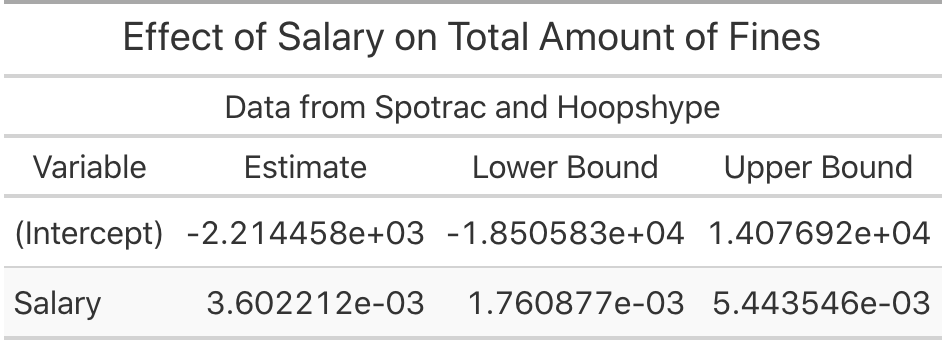 Effect of Salary on Total Amount of Fines
Data from Spotrac and Hoopshype
Variable Estimate Lower Bound Upper Bound
(Intercept) -2.214458e+03 -1.850583e+04 1.407692e+04
Salary 3.602212e-03 1.760877e-03 5.443546e-03